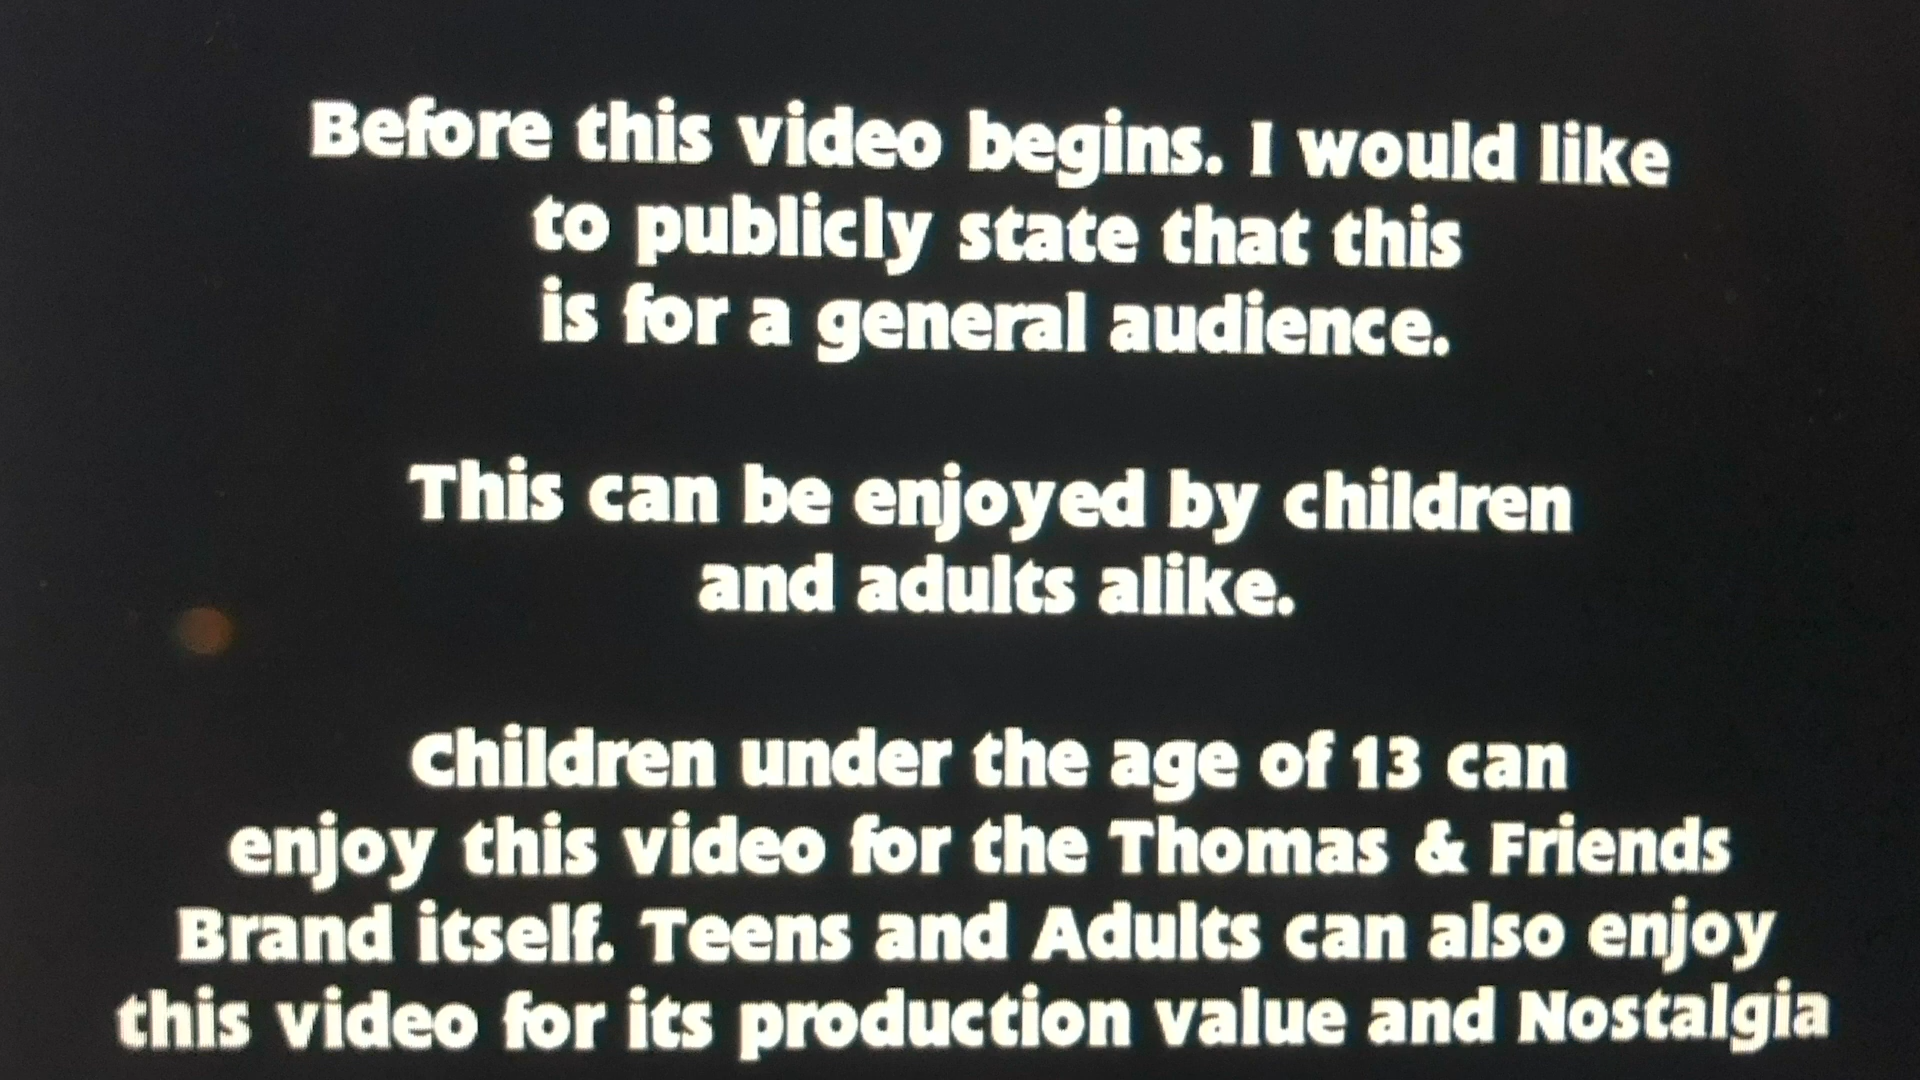 Before this video begins. I would like
to publicly state that this
is for a general audience.
This can be enjoyed by children
and adults alike.
Children under the age of 13 can
enjoy this video for the Thomas & Friends
Brand itself. Teens and Adults can also enjoy
this video for its production value and Nostalgia